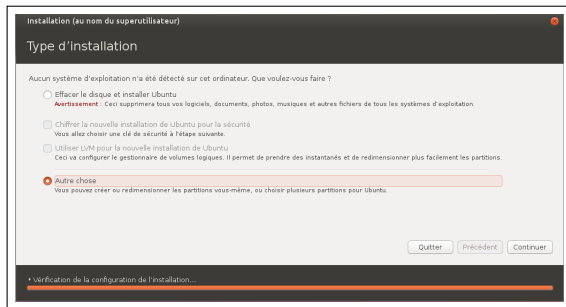 Installation (au nom du superutilisateur)
Type d'installation
Aucun système d'exploitation n'a été détecté sur cet ordinateur. Que voulez-vous faire ?
Effacer le disque et installer Ubuntu
Avertissement : Ceci supprimera tous vos logiciels, documents, photos, musiques et autres fichiers de tous les systèmes d'exploitation.
Chiffrer la nouvelle installation de Ubuntu pour la sécurité
Vous allez choisir une clé de sécurité à l'étape suivante.
Utiliser LVM pour la nouvelle installation de Ubuntu
Ceci va configurer le gestionnaire de volumes logiques. Il permet de prendre des instantanés et de redimensionner plus facilement les partitions.
Autre chose
Vous pouvez créer ou redimensionner les partitions vous-même, ou choisir plusieurs partitions pour Ubuntu.
Quitter Précédent Continuer
Vérification de la configuration de l'installation...